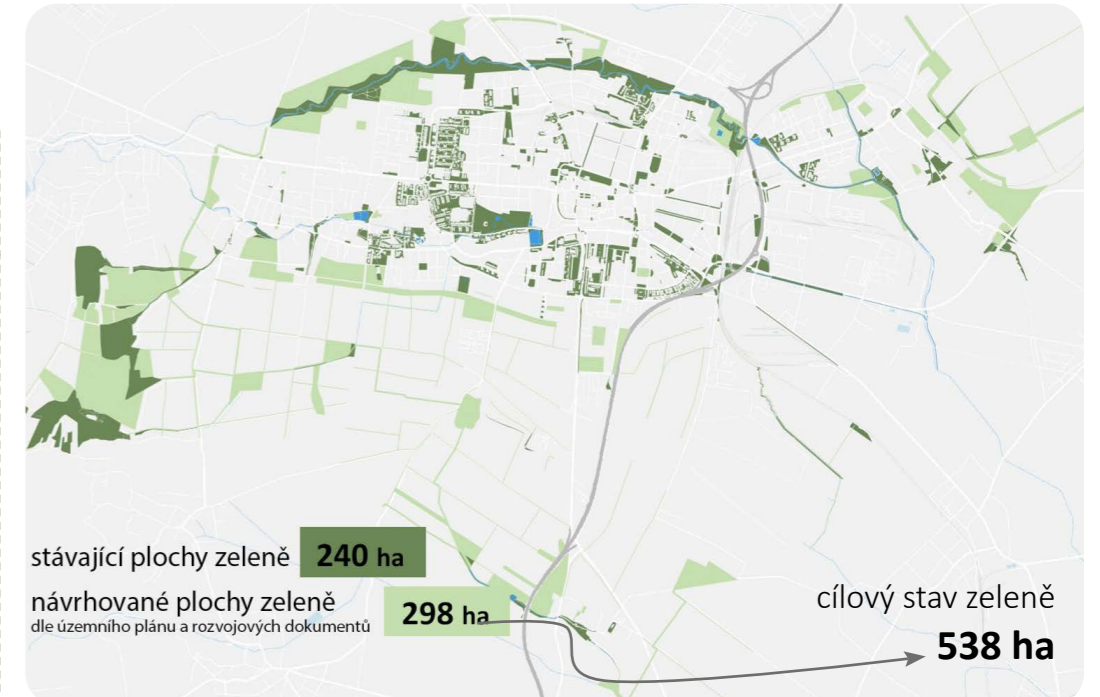 stávající plochy zeleně 240 ha
návrhované plochy zeleně 298 ha
dle územního plánu a rozvojových dokumentů
cílový stav zeleně
538 ha